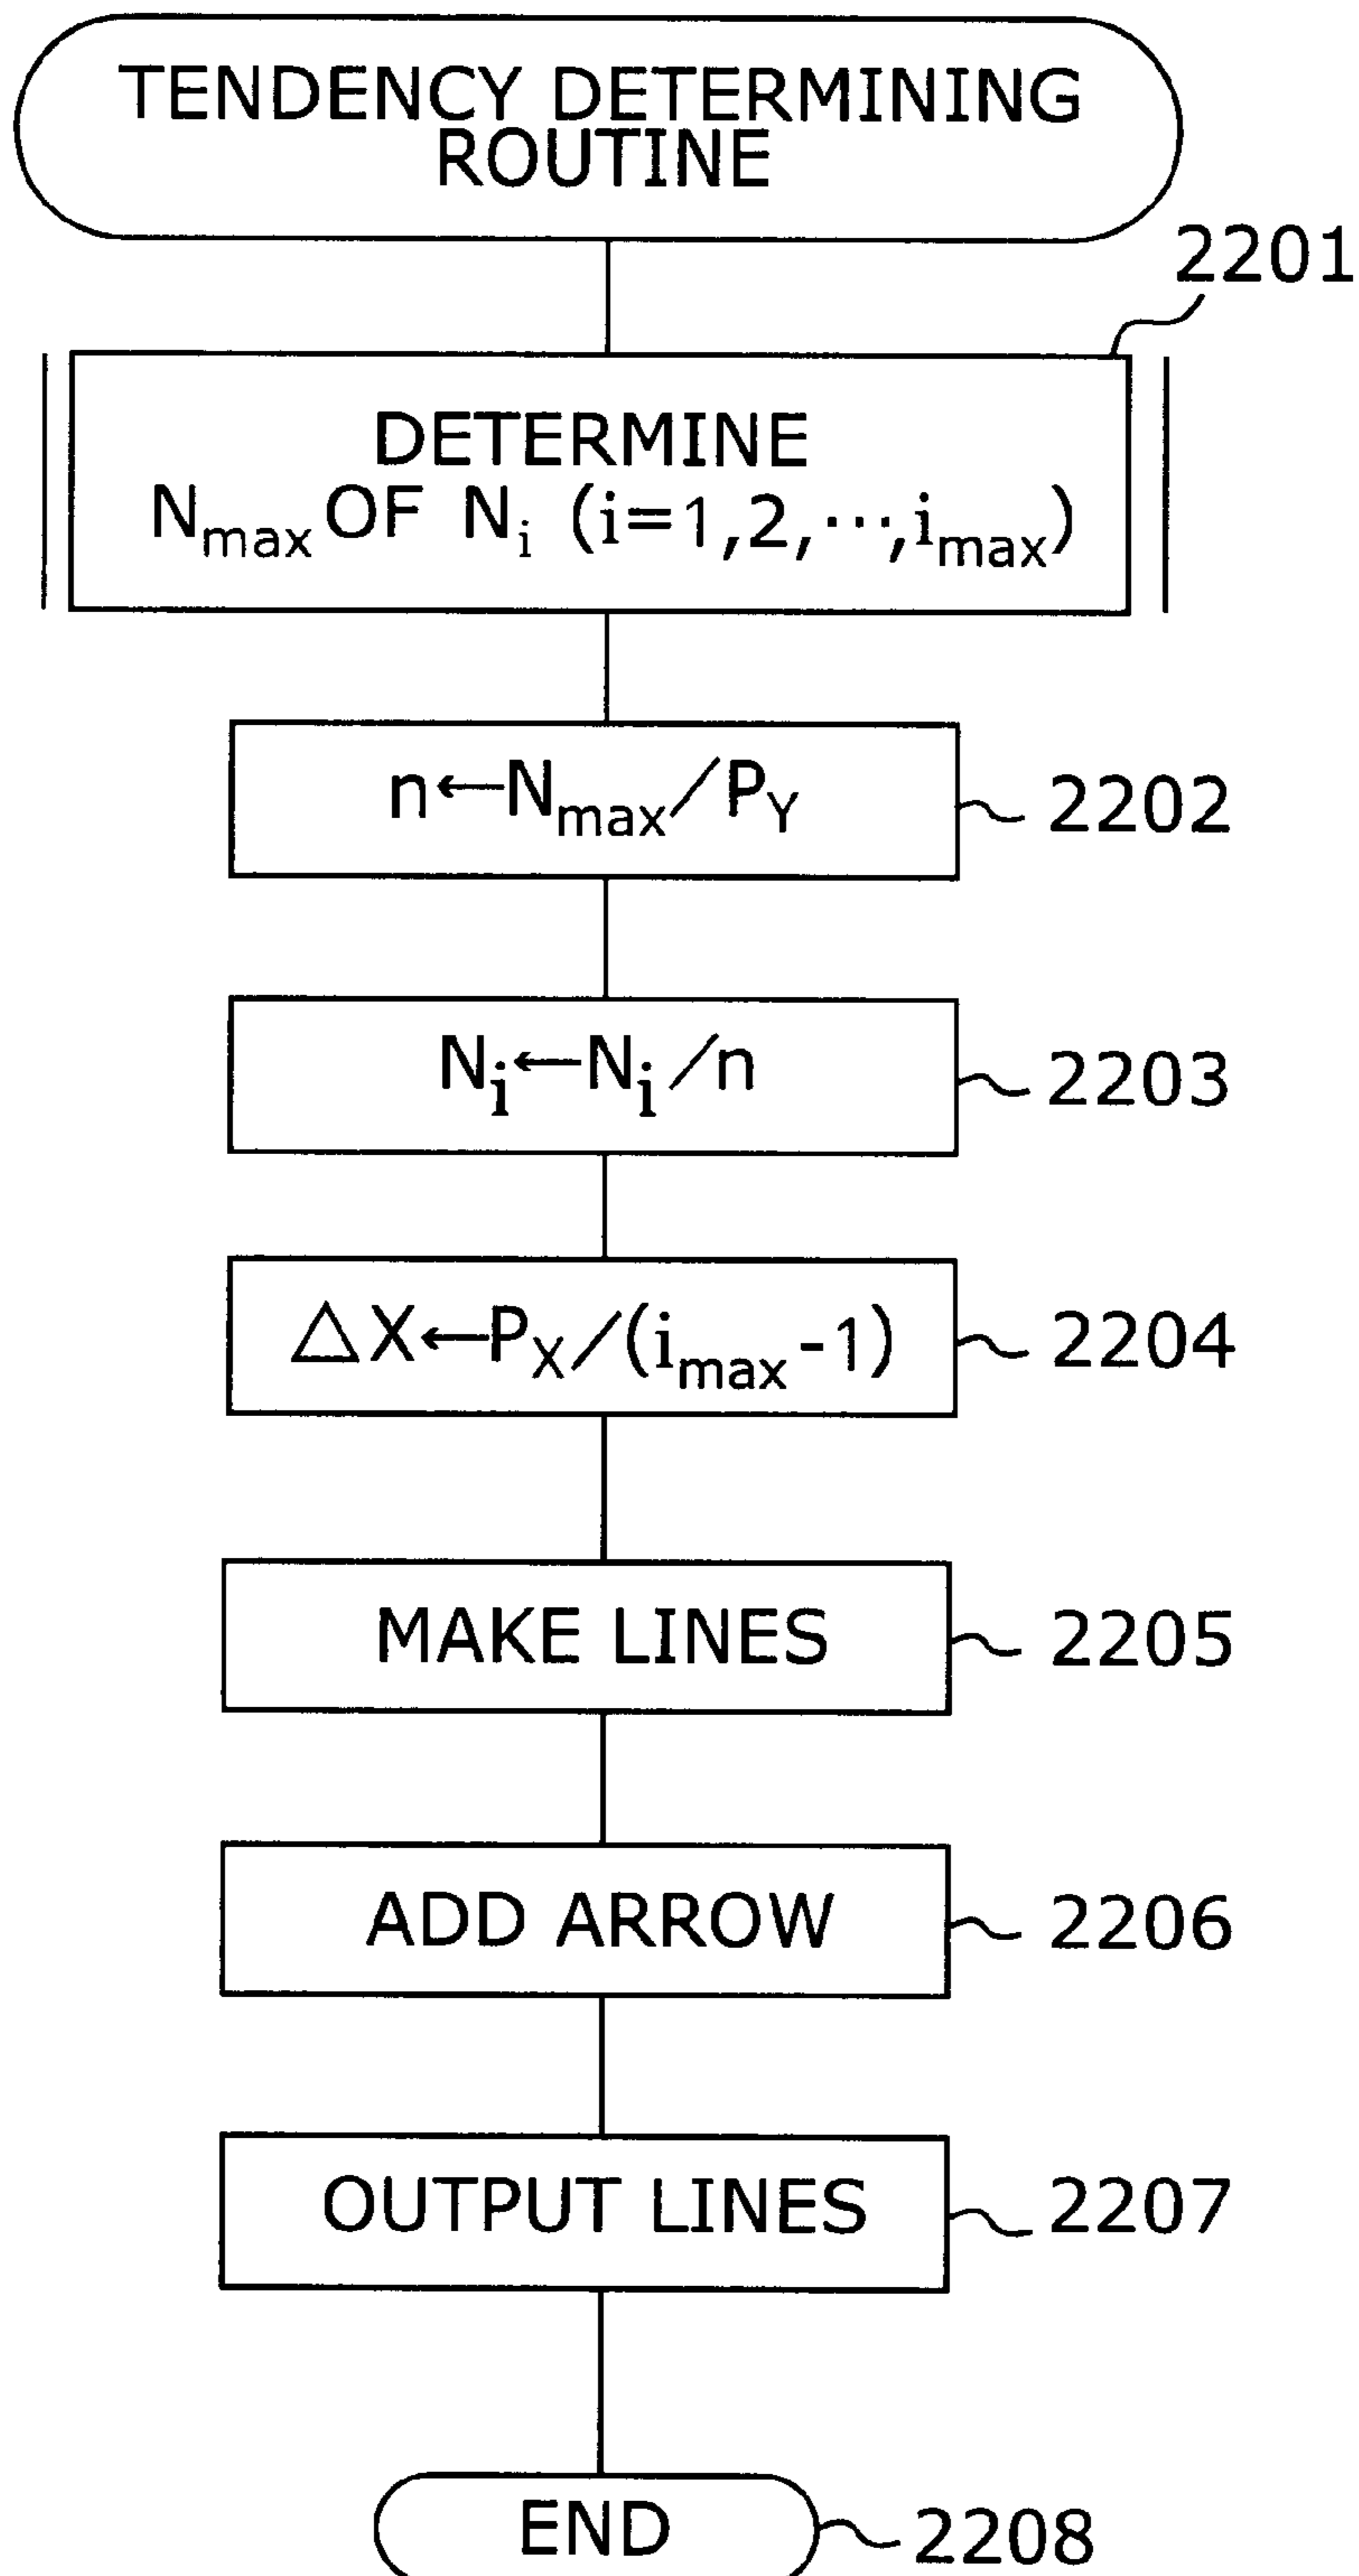 TENDENCY DETERMINING
ROUTINE
2201
DETERMINE
Nmax OF Ni (i=1,2,⋯,imax)
n←Nmax/PY
2202
Ni←Ni/n
2203
△X←PX/(imax-1)
2204
MAKE LINES
2205
ADD ARROW
2206
OUTPUT LINES
2207
END
2208